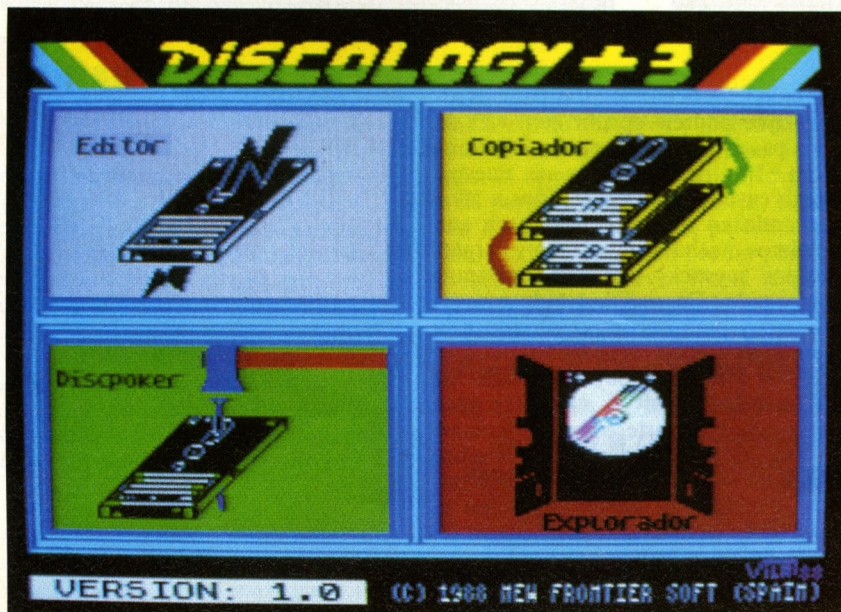 DISCOLOGY +3
Editor
Copiador
Discpoker
Explorador
VERSION: 1.0
(C) 1988 NEW FRONTIER SOFT (SPAIN)